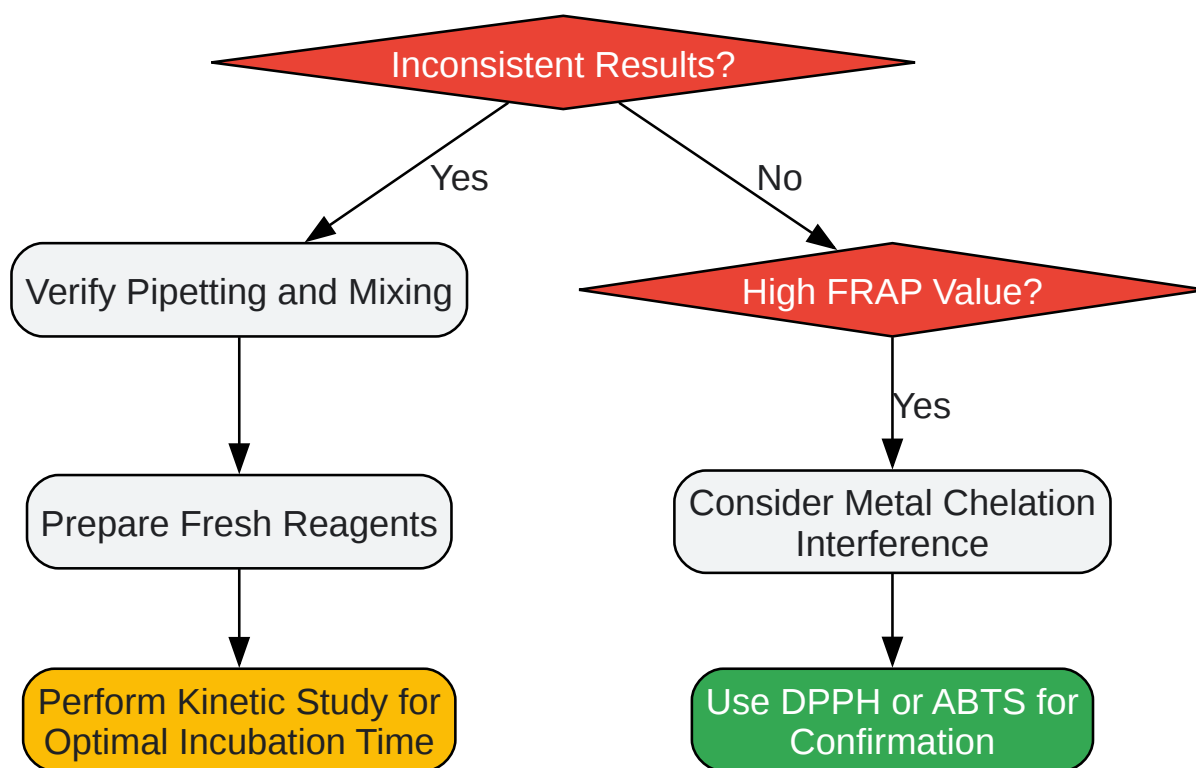 Inconsistent Results?
Yes
No
Verify Pipetting and Mixing
High FRAP Value?
Yes
Prepare Fresh Reagents
Consider Metal Chelation
Interference
Perform Kinetic Study for
Optimal Incubation Time
Use DPPH or ABTS for
Confirmation